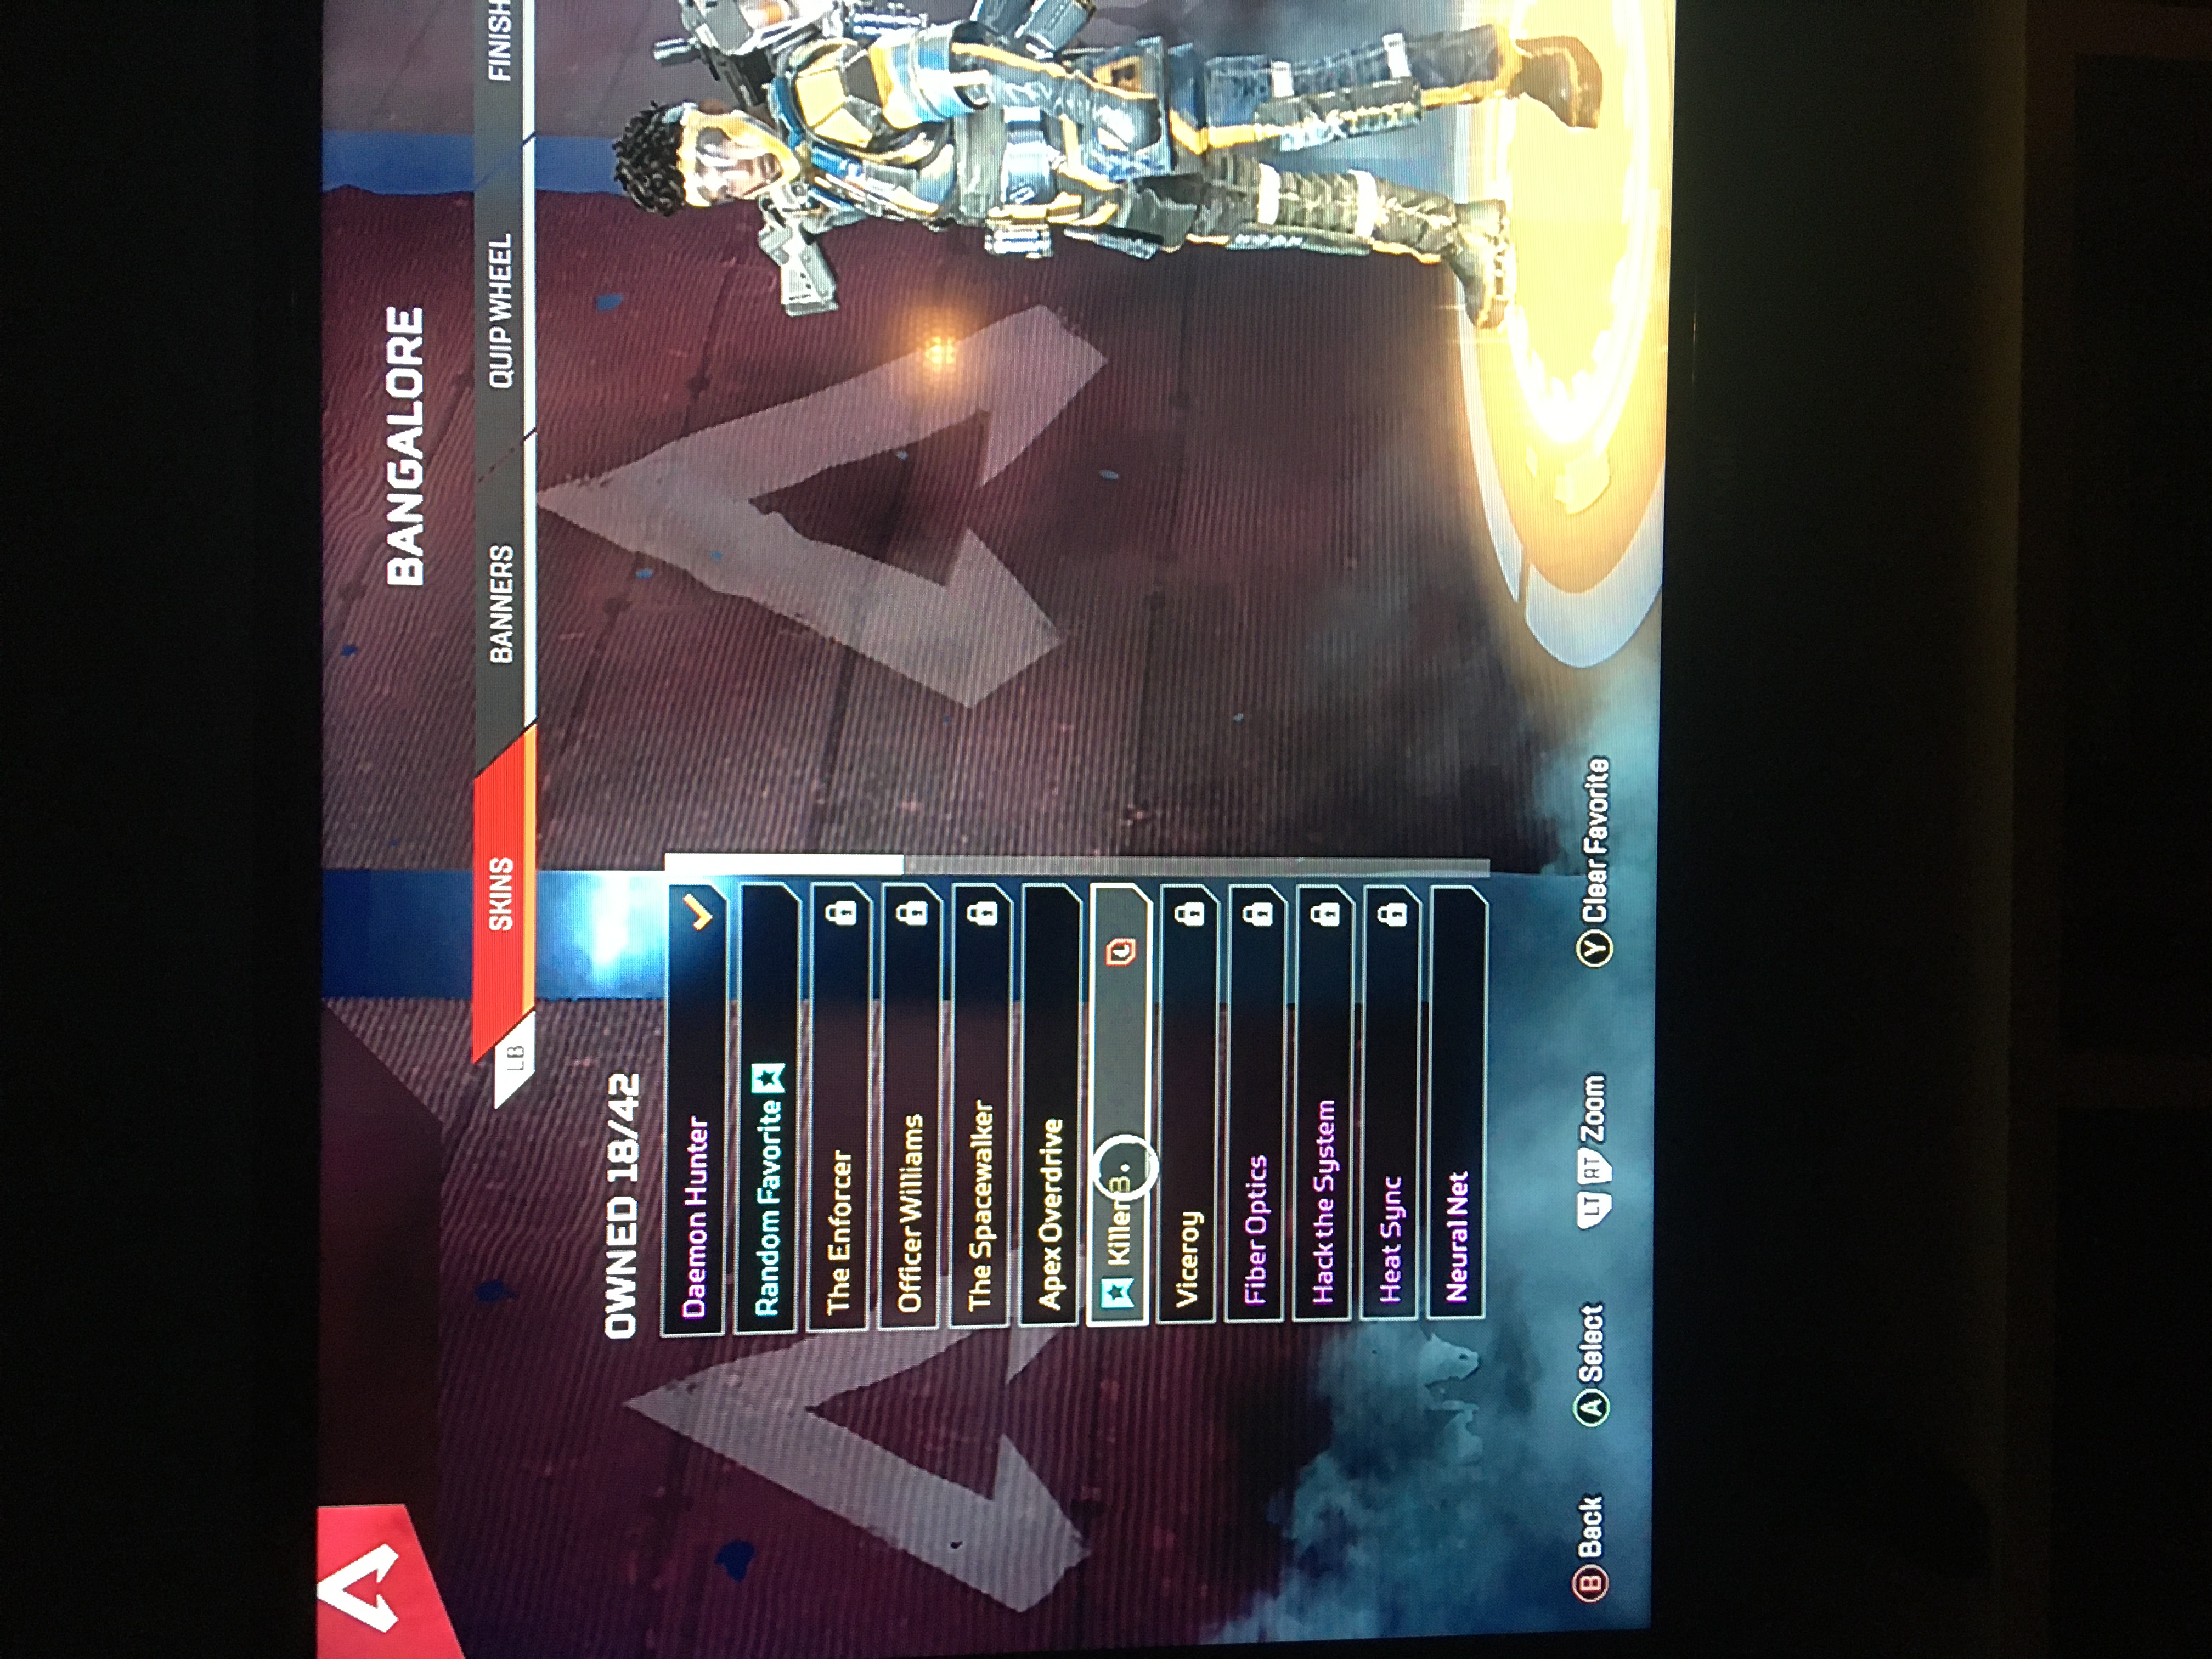 BANGALORE
LB
SKINS
BANNERS
QUIP WHEEL
FINISH
OWNED 18/42
Daemon Hunter
Random Favorite
The Enforcer
Officer Williams
The Spacewalker
Apex Overdrive
Killer B
Viceroy
Fiber Optics
Hack the System
Heat Sync
Neural Net
B Back
A Select
LT RT Zoom
Y Clear Favorite